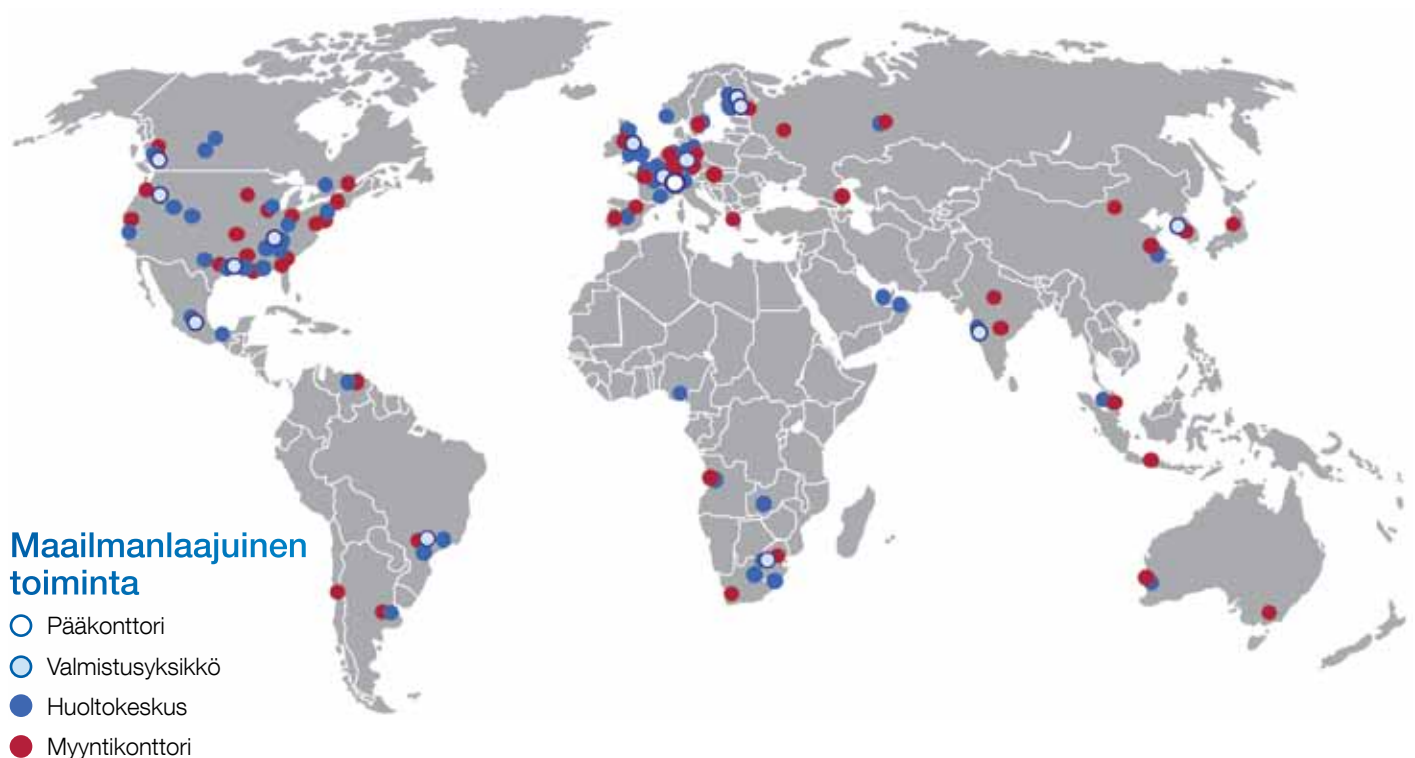 Maailmanlaajuinen
toiminta
Pääkonttori
Valmistusyksikkö
Huoltokeskus
Myyntikonttori